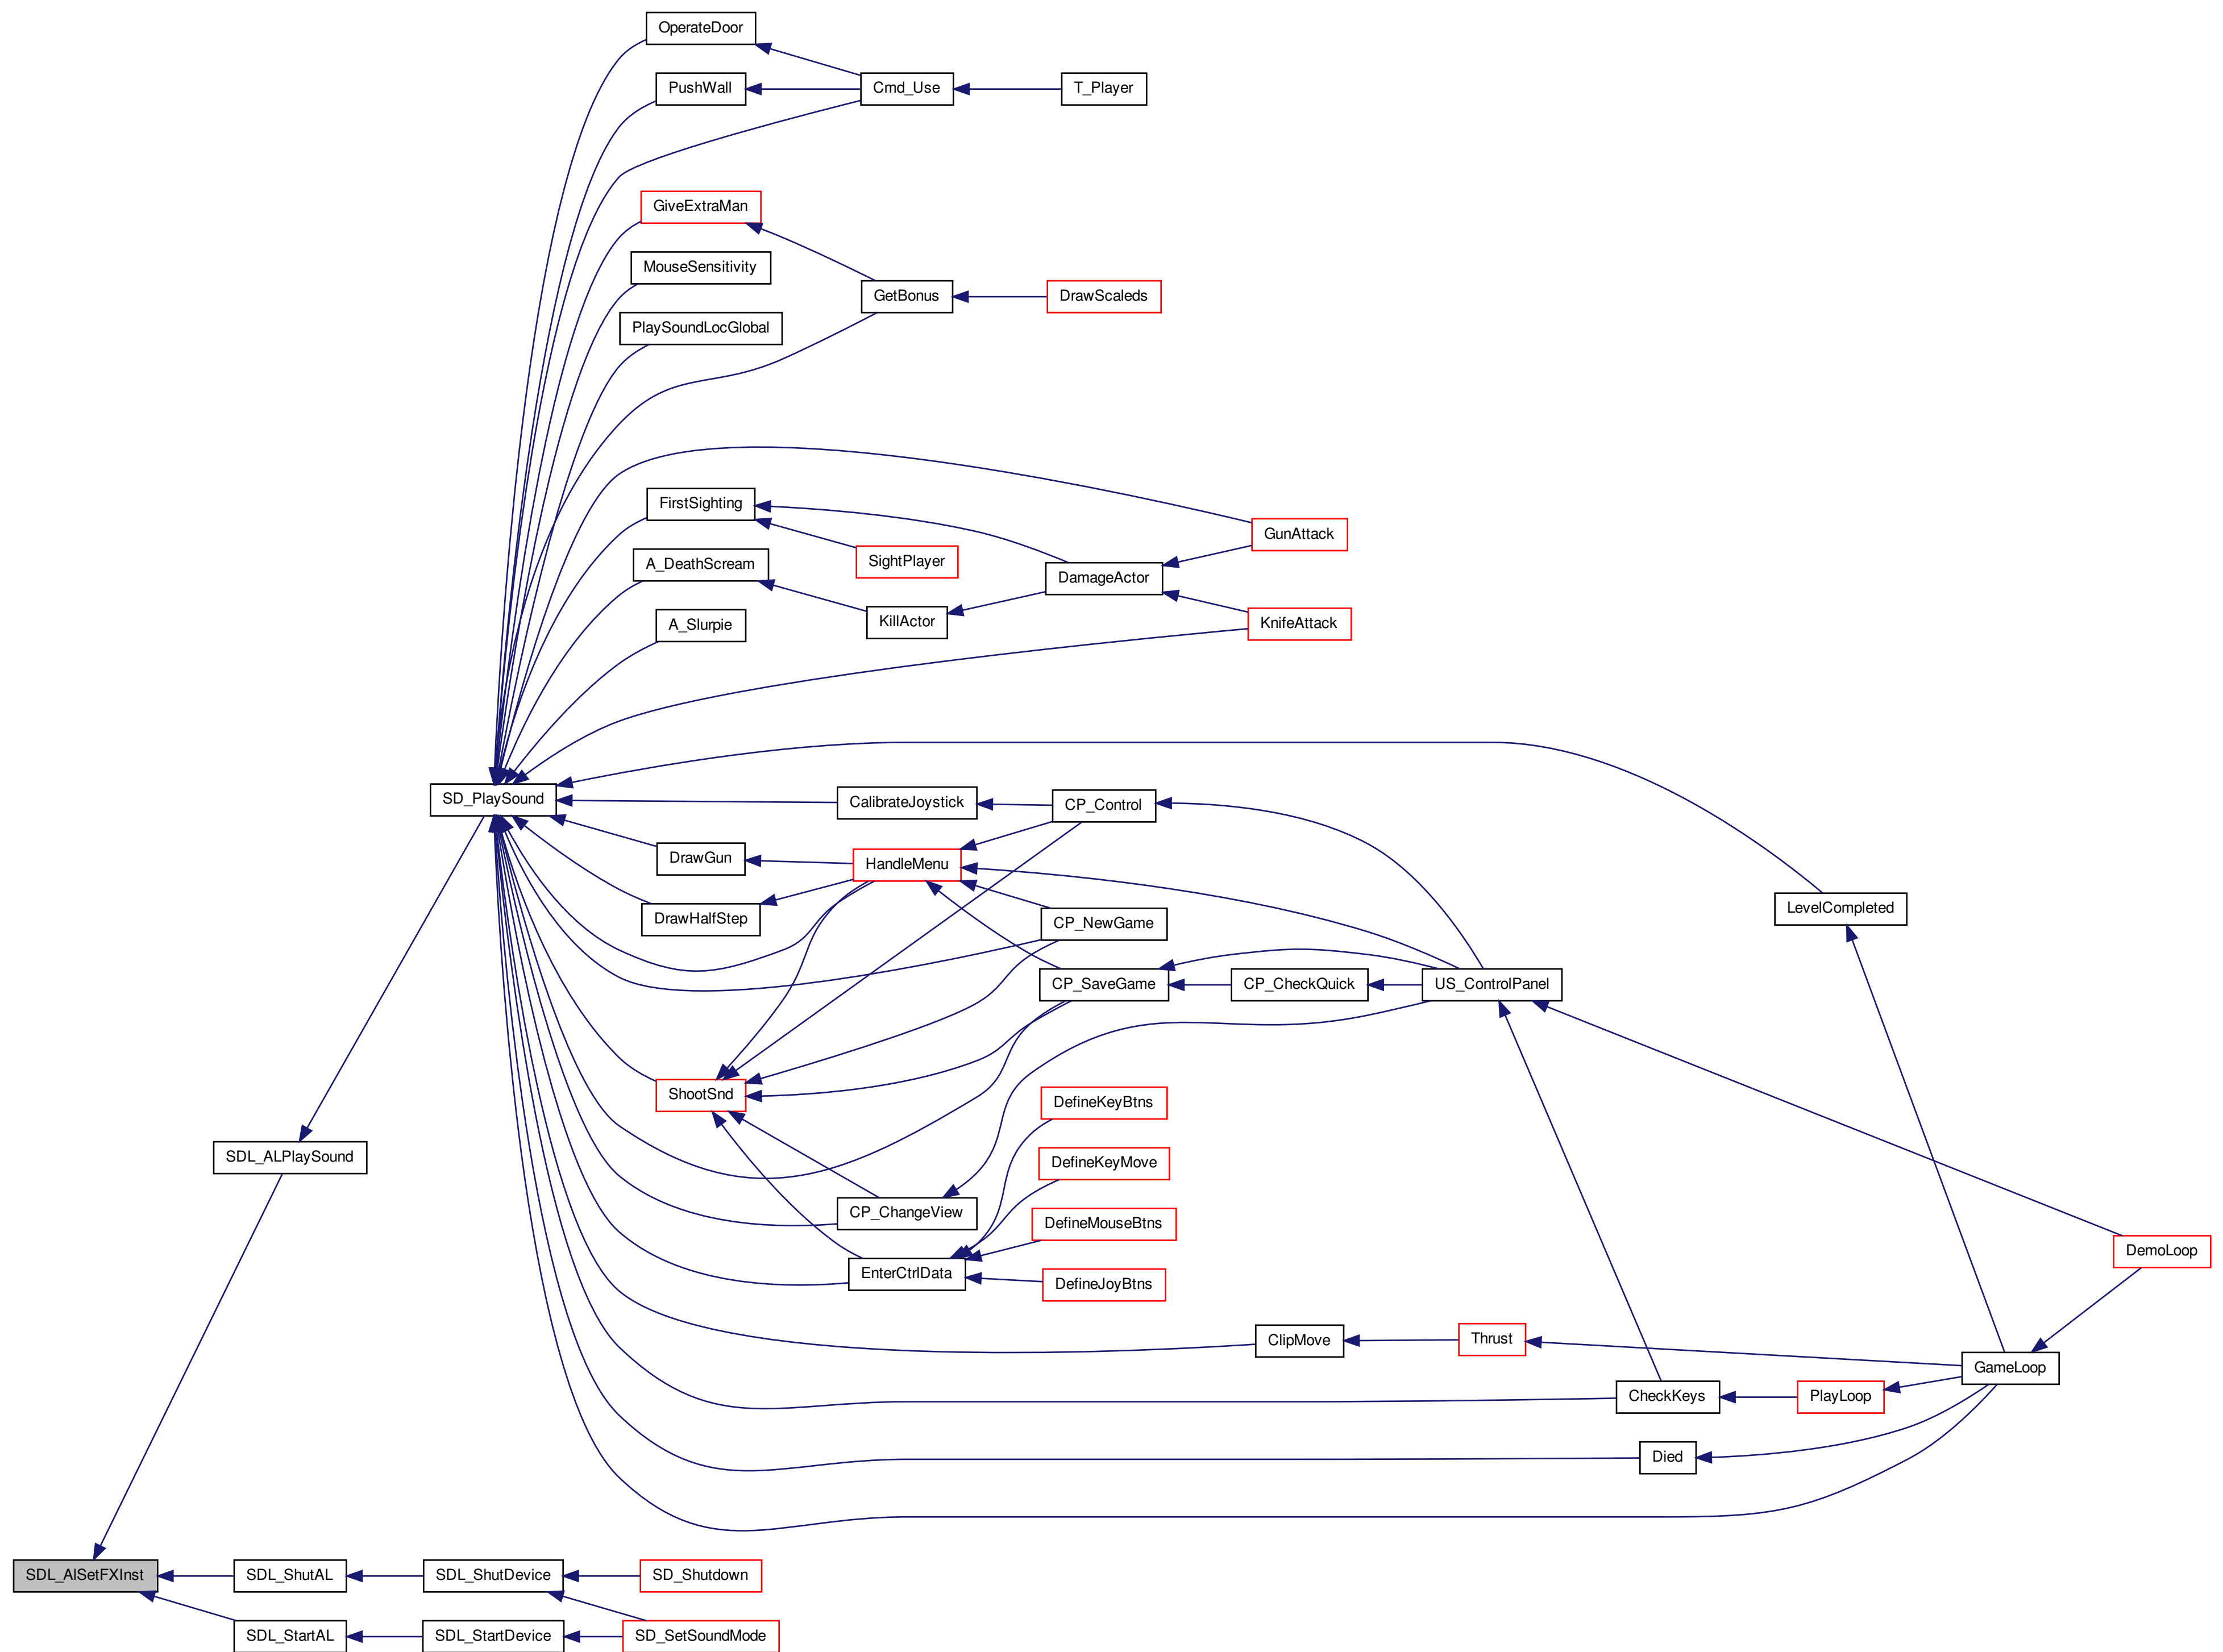 OperateDoor
PushWall
Cmd_Use
T_Player
GiveExtraMan
MouseSensitivity
GetBonus
DrawScaleds
PlaySoundLocGlobal
FirstSighting
GunAttack
SightPlayer
A_DeathScream
DamageActor
A_Slurpie
KillActor
KnifeAttack
SD_PlaySound
CalibrateJoystick
CP_Control
DrawGun
HandleMenu
DrawHalfStep
CP_NewGame
LevelCompleted
CP_SaveGame
CP_CheckQuick
US_ControlPanel
ShootSnd
DefineKeyBtns
SDL_ALPlaySound
DefineKeyMove
CP_ChangeView
DefineMouseBtns
DemoLoop
EnterCtrlData
DefineJoyBtns
ClipMove
Thrust
GameLoop
CheckKeys
PlayLoop
Died
SDL_AlSetFXInst
SDL_ShutAL
SDL_ShutDevice
SD_Shutdown
SDL_StartAL
SDL_StartDevice
SD_SetSoundMode